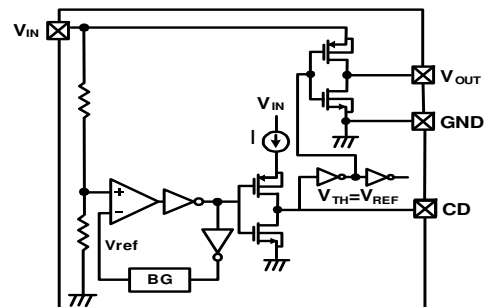 VIN
VOUT
GND
VIN
I
+
−
VTH=VREF
CD
Vref
BG